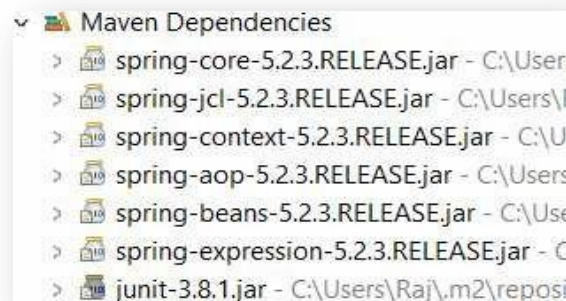 Maven Dependencies
spring-core-5.2.3.RELEASE.jar - C:\User
spring-jcl-5.2.3.RELEASE.jar - C:\Users\
spring-context-5.2.3.RELEASE.jar - C:\U
spring-aop-5.2.3.RELEASE.jar - C:\Users
spring-beans-5.2.3.RELEASE.jar - C:\Use
spring-expression-5.2.3.RELEASE.jar - C
junit-3.8.1.jar - C:\Users\Raj\.m2\reposi